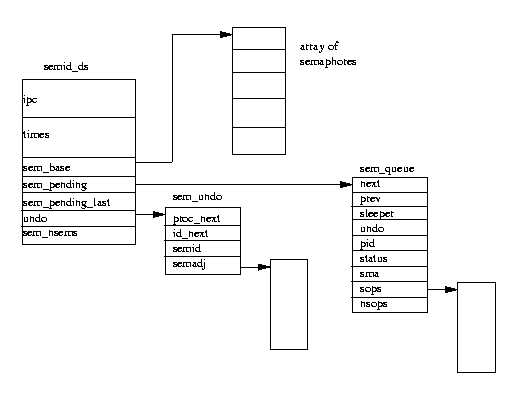 array of
semaphores
semid_ds
ipc
times
sem_base
sem_pending
sem_pending_last
undo
sem_nsems
sem_undo
proc_next
id_next
semid
semadj
sem_queue
next
prev
sleeper
undo
pid
status
sma
sops
nsops